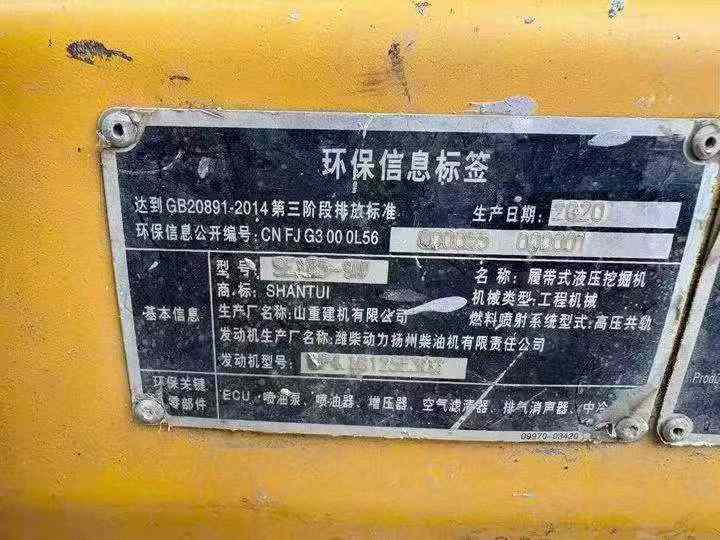 环保信息标签
达到GB20891-2014第三阶段排放标准 生产日期: 2020
环保信息公开编号: CN FJ G3 00 0L56 000001
型号:
名称: 履带式液压挖掘机
商标: SHANTUI
机械类型: 工程机械
基本信息
生产厂名称: 山重建机有限公司
燃料喷射系统型式: 高压共轨
发动机生产厂名称: 潍柴动力扬州柴油机有限责任公司
发动机型号:
环保关键
零部件
ECU、喷油泵、喷油器、增压器、空气滤清器、排气消声器、中冷
09970-03420
Produ